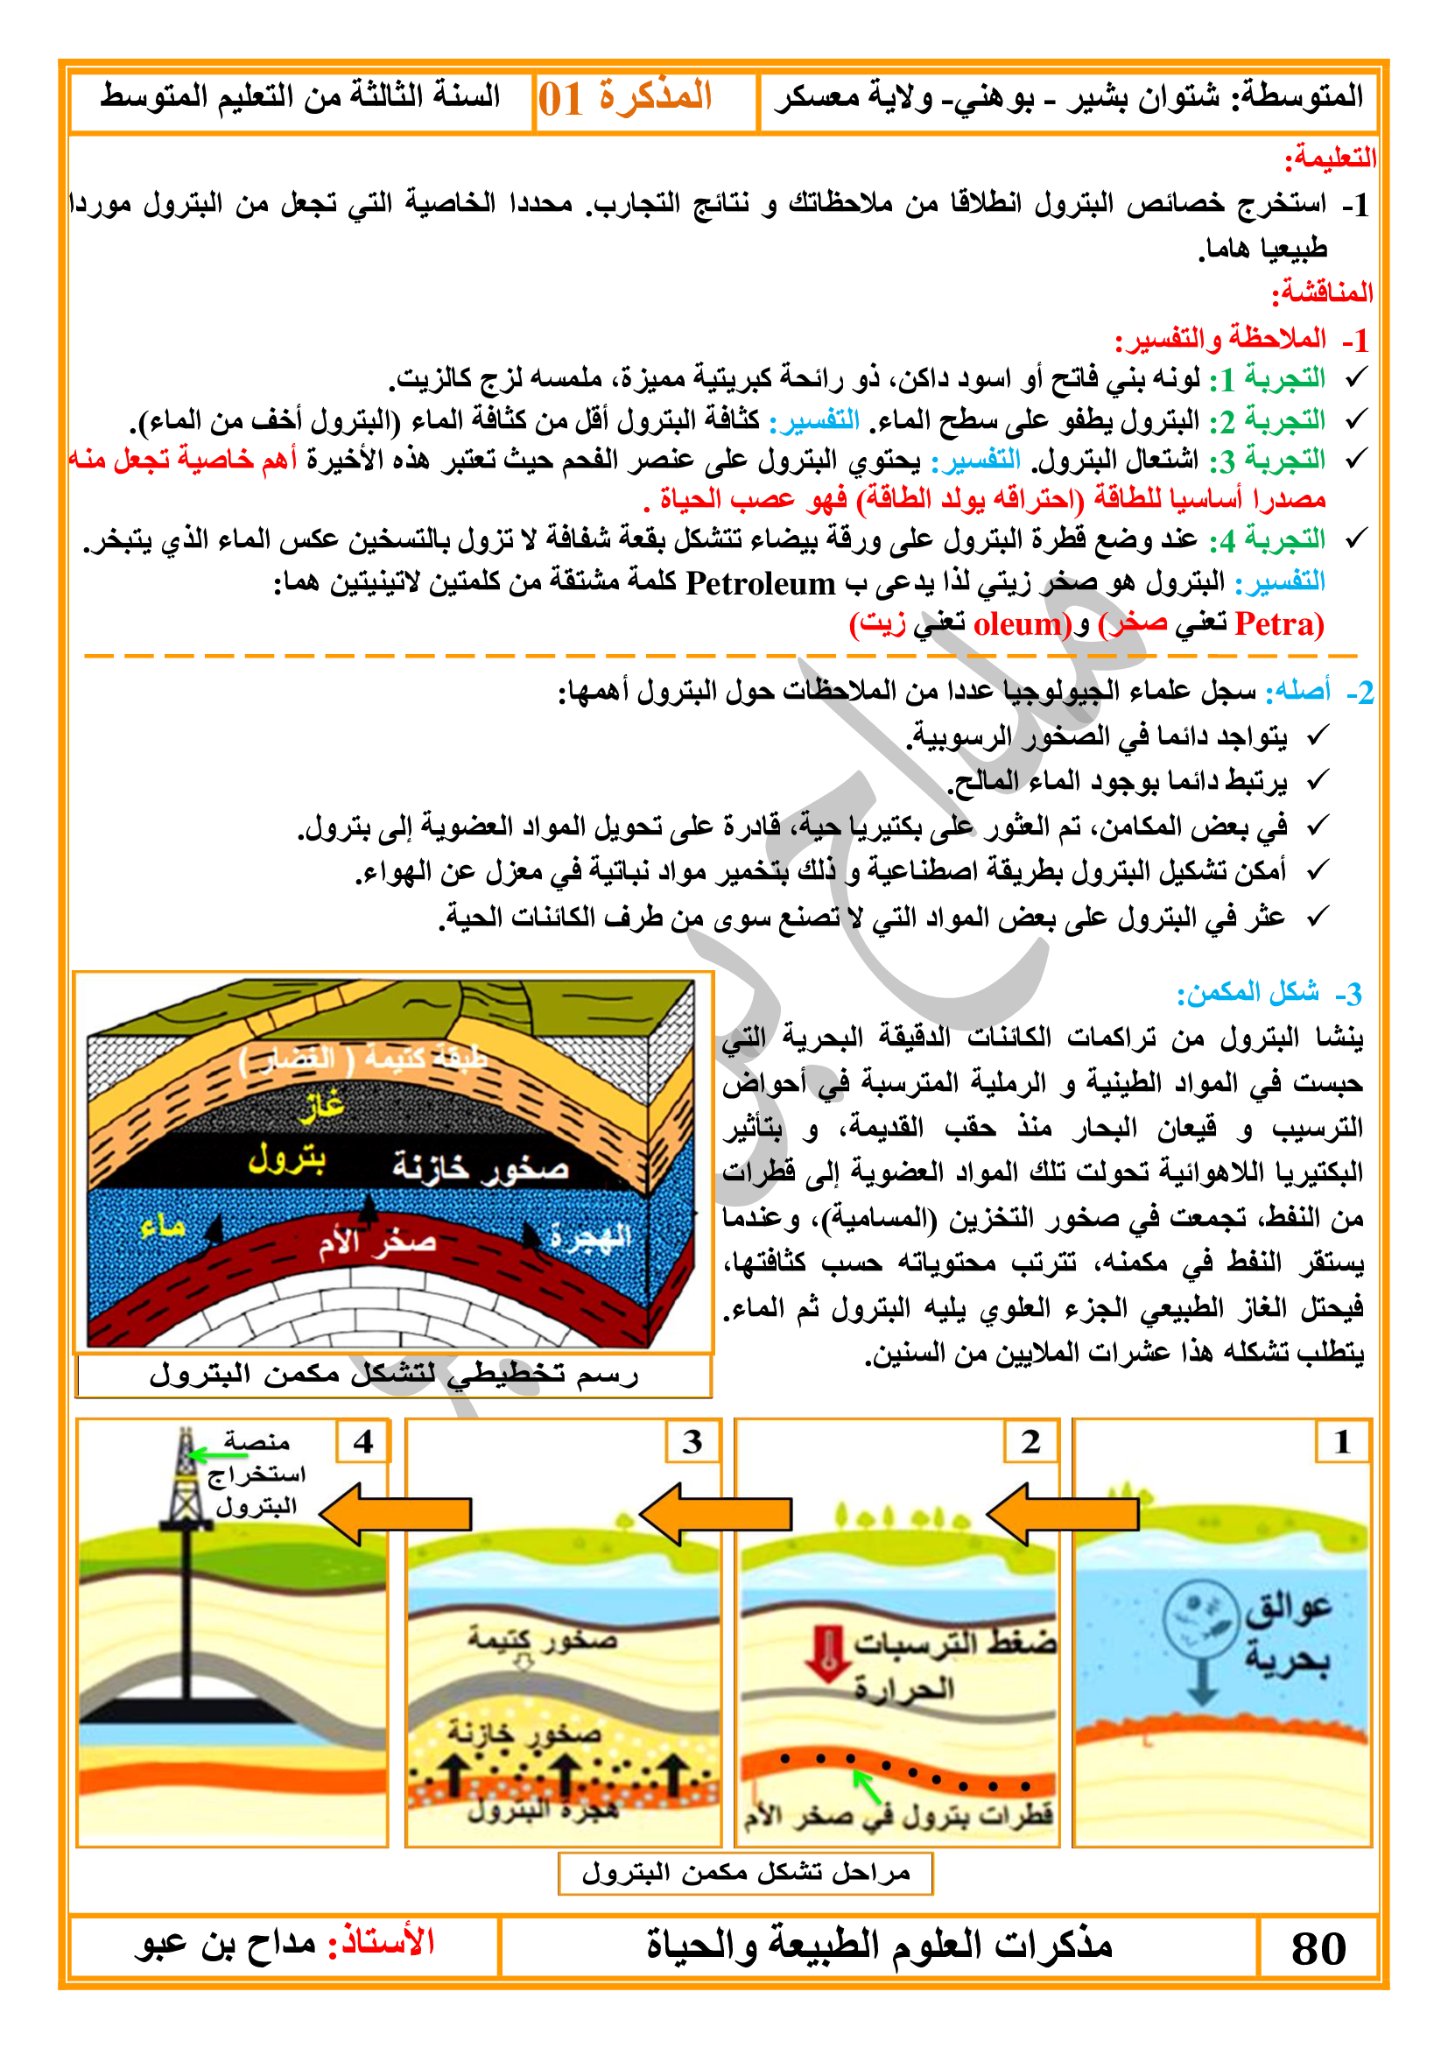 المتوسطة: شتوان بشير - بوهني- ولاية معسكر
المذكرة 01
السنة الثالثة من التعليم المتوسط
التعليمة:
1- استخرج خصائص البترول انطلاقا من ملاحظاتك و نتائج التجارب. محددا الخاصية التي تجعل من البترول موردا
طبيعيا هاما.
المناقشة:
1- الملاحظة والتفسير:
✓ التجربة 1: لونه بني فاتح أو اسود داكن، ذو رائحة كبريتية مميزة، ملمسه لزج كالزيت.
✓ التجربة 2: البترول يطفو على سطح الماء. التفسير: كثافة البترول أقل من كثافة الماء (البترول أخف من الماء).
✓ التجربة 3: اشتعال البترول. التفسير: يحتوي البترول على عنصر الفحم حيث تعتبر هذه الأخيرة أهم خاصية تجعل منه
مصدرا أساسيا للطاقة (احتراقه يولد الطاقة) فهو عصب الحياة .
✓ التجربة 4: عند وضع قطرة البترول على ورقة بيضاء تتشكل بقعة شفافة لا تزول بالتسخين عكس الماء الذي يتبخر.
التفسير: البترول هو صخر زيتي لذا يدعى ب Petroleum كلمة مشتقة من كلمتين لاتينيتين هما:
(Petra تعني صخر) و(oleum تعني زيت)
2- أصله: سجل علماء الجيولوجيا عددا من الملاحظات حول البترول أهمها:
✓ يتواجد دائما في الصخور الرسوبية.
✓ يرتبط دائما بوجود الماء المالح.
✓ في بعض المكامن، تم العثور على بكتيريا حية، قادرة على تحويل المواد العضوية إلى بترول.
✓ أمكن تشكيل البترول بطريقة اصطناعية و ذلك بتخمير مواد نباتية في معزل عن الهواء.
✓ عثر في البترول على بعض المواد التي لا تصنع سوى من طرف الكائنات الحية.
3- شكل المكمن:
ينشا البترول من تراكمات الكائنات الدقيقة البحرية التي
حبست في المواد الطينية و الرملية المترسبة في أحواض
الترسيب و قيعان البحار منذ حقب القديمة، و بتأثير
البكتيريا اللاهوائية تحولت تلك المواد العضوية إلى قطرات
من النفط، تجمعت في صخور التخزين (المسامية)، وعندما
يستقر النفط في مكمنه، تترتب محتوياته حسب كثافتها،
فيحتل الغاز الطبيعي الجزء العلوي يليه البترول ثم الماء.
يتطلب تشكله هذا عشرات الملايين من السنين.
طبقة كتيمة ( الغضار )
غاز
بترول
صخور خازنة
ماء
الهجرة
صخر الأم
رسم تخطيطي لتشكل مكمن البترول
1
عوالق
بحرية
2
ضغط الترسبات
الحرارة
قطرات بترول في صخر الأم
3
صخور كتيمة
صخور خازنة
هجرة البترول
4
منصة
استخراج
البترول
مراحل تشكل مكمن البترول
80
مذكرات العلوم الطبيعة والحياة
الأستاذ: مداح بن عبو